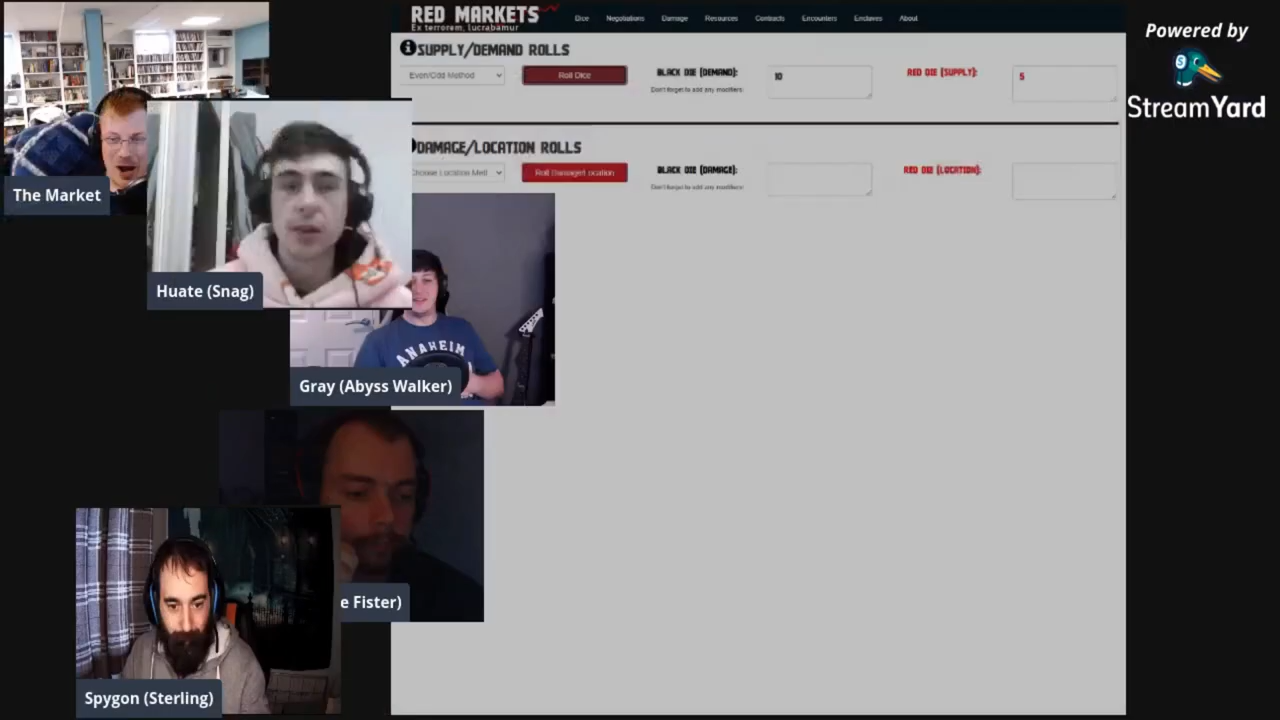 RED MARKETS
Ex terrorem, lucrabamur
Dice
Negotiations
Damage
Resources
Contracts
Encounters
Enclaves
About
Powered by
StreamYard
SUPPLY/DEMAND ROLLS
Even/Odd Method
Roll Dice
BLACK DIE (DEMAND):
Don't forget to add any modifiers:
10
RED DIE (SUPPLY):
5
DAMAGE/LOCATION ROLLS
Choose Location Meth
Roll Damage/Location
BLACK DIE (DAMAGE):
Don't forget to add any modifiers:
RED DIE (LOCATION):
The Market
Huate (Snag)
ANAHEIM
Gray (Abyss Walker)
e Fister)
Spygon (Sterling)